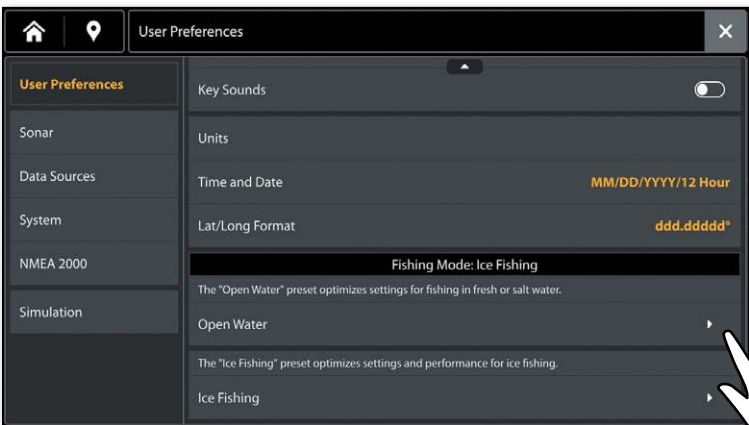 User Preferences
User Preferences
Key Sounds
Sonar
Units
Data Sources
Time and Date MM/DD/YYYY/12 Hour
System
Lat/Long Format ddd.ddddd°
NMEA 2000
Fishing Mode: Ice Fishing
The "Open Water" preset optimizes settings for fishing in fresh or salt water.
Simulation
Open Water
The "Ice Fishing" preset optimizes settings and performance for ice fishing.
Ice Fishing